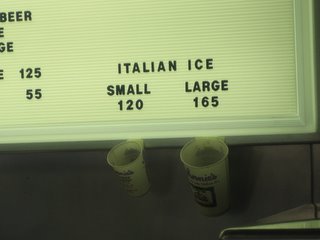 BEER
E
GE
E 125
55
ITALIAN ICE
SMALL LARGE
120 165